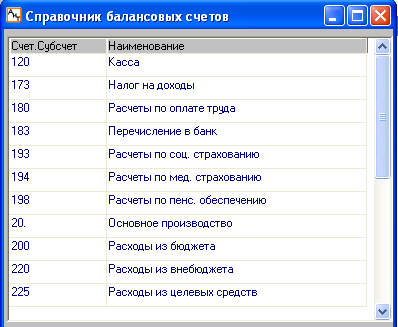 Справочник балансовых счетов
Счет.Субсчет Наименование
120 Касса
173 Налог на доходы
180 Расчеты по оплате труда
183 Перечисление в банк
193 Расчеты по соц. страхованию
194 Расчеты по мед. страхованию
198 Расчеты по пенс. обеспечению
20. Основное производство
200 Расходы из бюджета
220 Расходы из внебюджета
225 Расходы из целевых средств